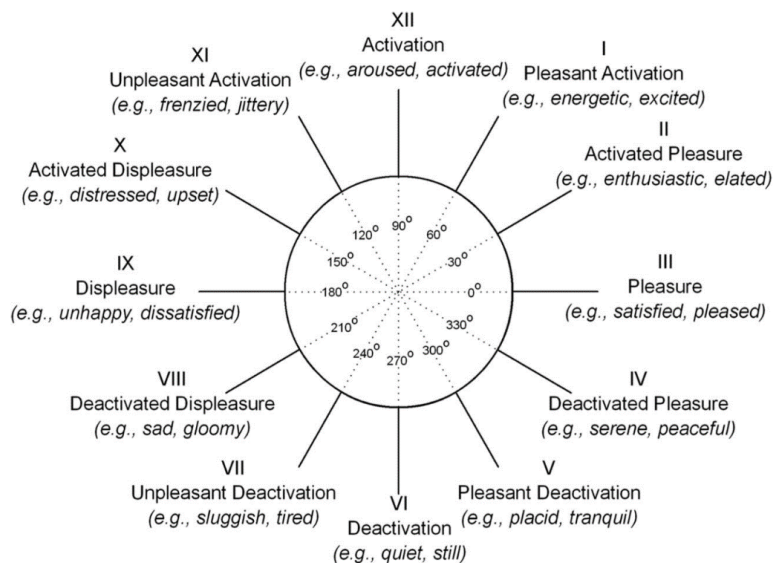 XII
Activation
(e.g., aroused, activated)
I
Pleasant Activation
(e.g., energetic, excited)
II
Activated Pleasure
(e.g., enthusiastic, elated)
III
Pleasure
(e.g., satisfied, pleased)
IV
Deactivated Pleasure
(e.g., serene, peaceful)
V
Pleasant Deactivation
(e.g., placid, tranquil)
VI
Deactivation
(e.g., quiet, still)
VII
Unpleasant Deactivation
(e.g., sluggish, tired)
VIII
Deactivated Displeasure
(e.g., sad, gloomy)
IX
Displeasure
(e.g., unhappy, dissatisfied)
X
Activated Displeasure
(e.g., distressed, upset)
XI
Unpleasant Activation
(e.g., frenzied, jittery)
90°
60°
30°
0°
330°
300°
270°
240°
210°
180°
150°
120°